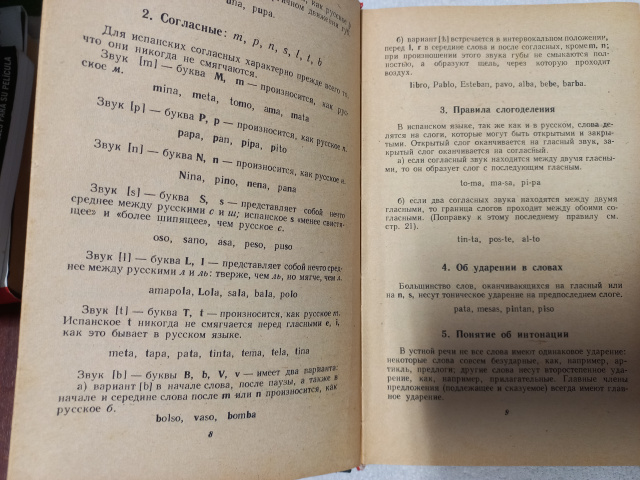 ES PARA SU PELÍCULA
una, pupa.
2. Согласные: m, p, n, s, l, t, b
Для испанских согласных характерно прежде всего то,
что они никогда не смягчаются.
Звук [m] — буква M, m — произносится, как рус-
ское м.
mina, meta, tomo, ama, mata
Звук [p] — буква P, p — произносится, как русское п.
papa, pan, pipa, pito
Звук [n] — буква N, n — произносится, как русское н.
Nina, pino, nena, pana
Звук [s] — буква S, s — представляет собой нечто
среднее между русскими с и ш; испанское s «менее свистя-
щее» и «более шипящее», чем русское с.
oso, sano, asa, peso, puso
Звук [l] — буква L, l — представляет собой нечто сред-
нее между русскими л и ль: тверже, чем ль, но мягче, чем л.
amapola, Lola, sala, bala, polo
Звук [t] — буква T, t — произносится, как русское т.
Испанское t никогда не смягчается перед гласными e, i,
как это бывает в русском языке.
meta, tapa, pata, tinta, tema, tela, tina
Звук [b] — буквы B, b, V, v — имеет два варианта:
а) вариант [b] в начале слова, после паузы, а также в
начале и середине слова после m или n произносится, как
русское б.
bolso, vaso, bomba
8
б) вариант [b] встречается в интервокальном положении,
перед l, r в середине слова и после согласных, кроме m, n;
при произношении этого звука губы не смыкаются пол-
ностью, а образуют щель, через которую проходит
воздух.
libro, Pablo, Esteban, pavo, alba, bebe, barba.
3. Правила слогоделения
В испанском языке, так же как и в русском, слова де-
лятся на слоги, которые могут быть открытыми и закры-
тыми. Открытый слог оканчивается на гласный звук, за-
крытый слог оканчивается на согласный.
а) если согласный звук находится между двумя гласны-
ми, то он образует слог с последующим гласным.
to-ma, ma-sa, pi-pa
б) если два согласных звука находятся между двумя
гласными, то граница слогов проходит между обоими со-
гласными. (Поправку к этому последнему правилу см.
стр. 21).
tin-ta, pos-te, al-to
4. Об ударении в словах
Большинство слов, оканчивающихся на гласный или
на n, s, несут тоническое ударение на предпоследнем слоге.
pata, mesas, pintan, piso
5. Понятие об интонации
В устной речи не все слова имеют одинаковое ударение:
некоторые слова совсем безударные, как, например, ар-
тикль, предлоги; другие слова несут второстепенное уда-
рение, как, например, прилагательные. Главные члены
предложения (подлежащее и сказуемое) всегда имеют глав-
ное ударение.
9